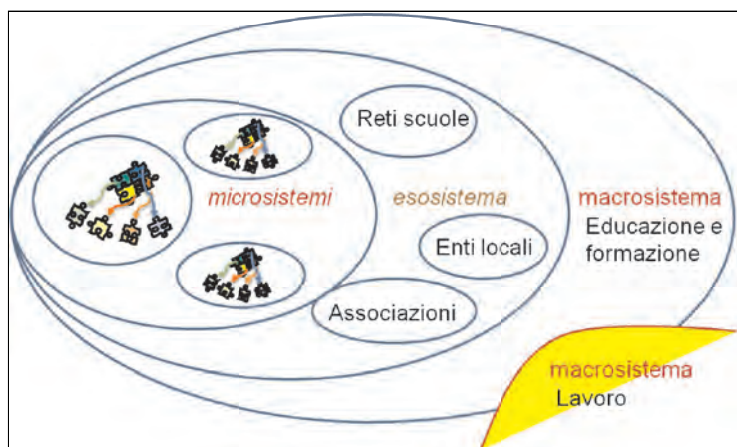 Reti scuole
microsistemi
esosistema
macrosistema
Educazione e
formazione
Enti locali
Associazioni
macrosistema
Lavoro